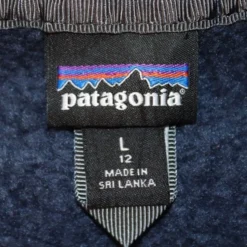 patagonia
L
12
MADE IN
SRI LANKA